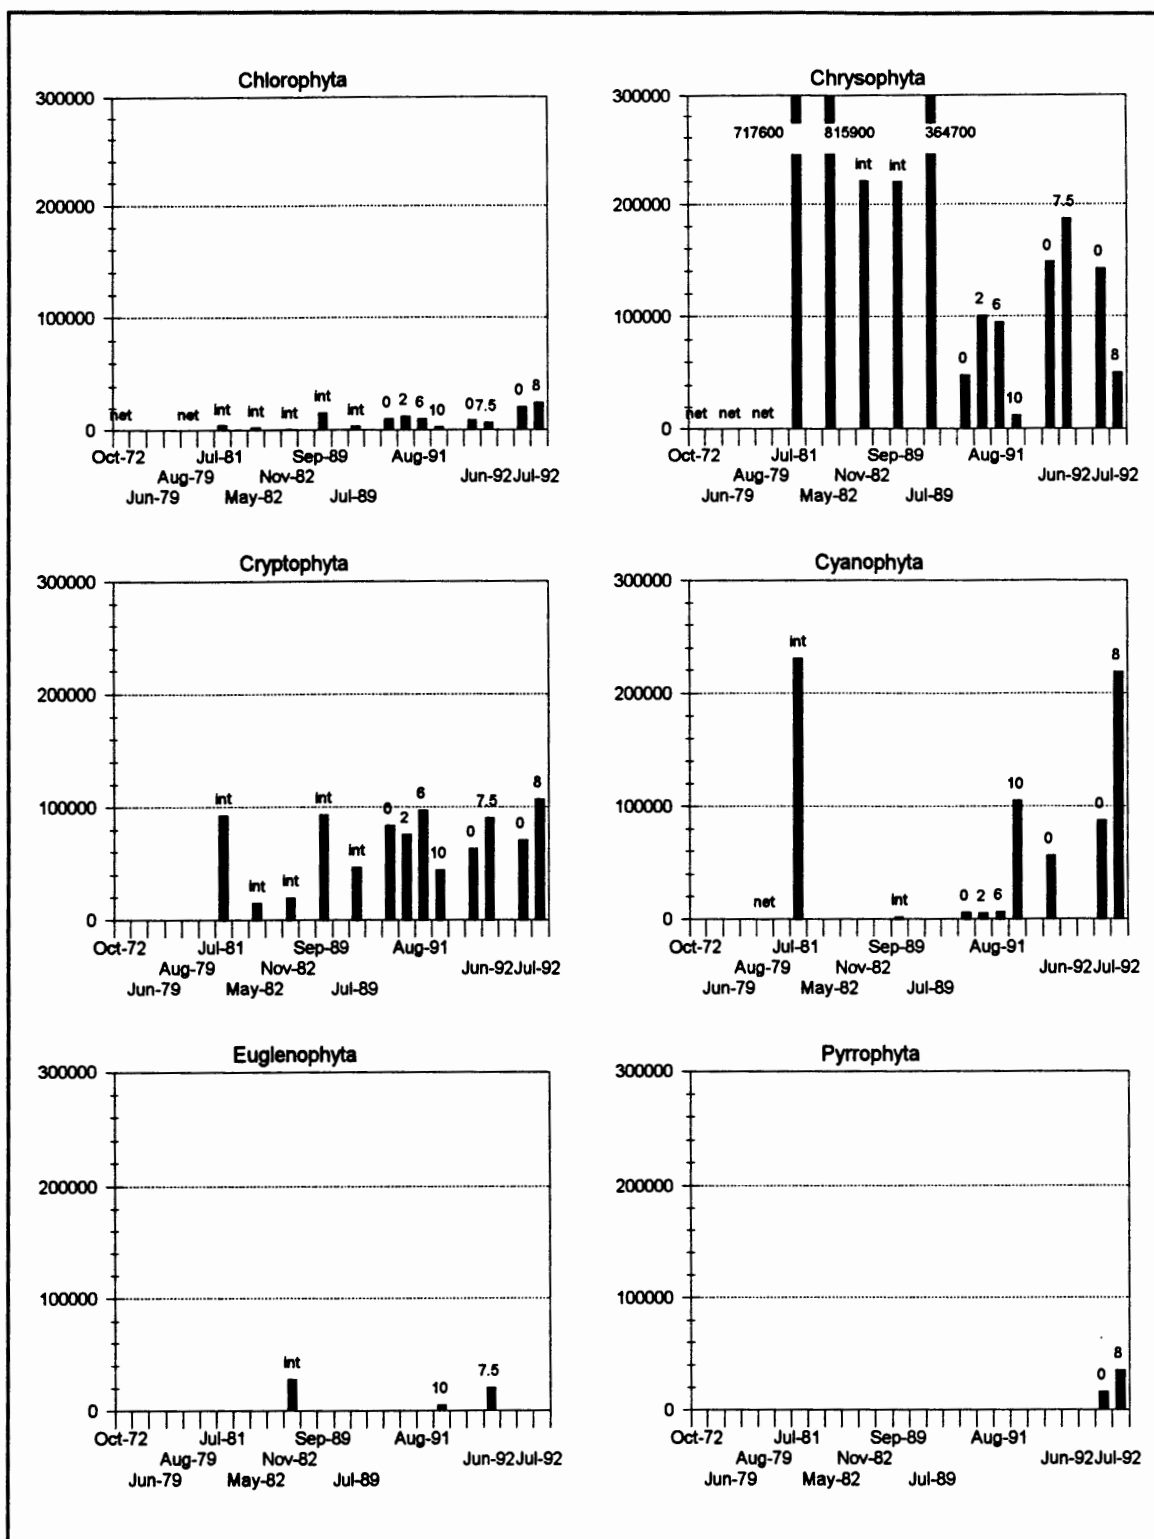 Chlorophyta
300000
200000
100000
0
net net int int int int int 0 2 6 10 0 7.5 0 8
Oct-72 Jul-81 Sep-89 Aug-91
Aug-79 Nov-82 Jun-92 Jul-92
Jun-79 May-82 Jul-89
Chrysophyta
300000
717600 815900 364700
200000
100000
0
net net net int int 0 2 6 10 0 7.5 0 8
Oct-72 Jul-81 Sep-89 Aug-91
Aug-79 Nov-82 Jun-92 Jul-92
Jun-79 May-82 Jul-89
Cryptophyta
300000
200000
100000
0
int int int int int 0 2 6 10 0 7.5 0 8
Oct-72 Jul-81 Sep-89 Aug-91
Aug-79 Nov-82 Jun-92 Jul-92
Jun-79 May-82 Jul-89
Cyanophyta
300000
200000
100000
0
net int int 0 2 6 10 0 0 8
Oct-72 Jul-81 Sep-89 Aug-91
Aug-79 Nov-82 Jun-92 Jul-92
Jun-79 May-82 Jul-89
Euglenophyta
300000
200000
100000
0
int 10 7.5
Oct-72 Jul-81 Sep-89 Aug-91
Aug-79 Nov-82 Jun-92 Jul-92
Jun-79 May-82 Jul-89
Pyrrophyta
300000
200000
100000
0
0 8
Oct-72 Jul-81 Sep-89 Aug-91
Aug-79 Nov-82 Jun-92 Jul-92
Jun-79 May-82 Jul-89